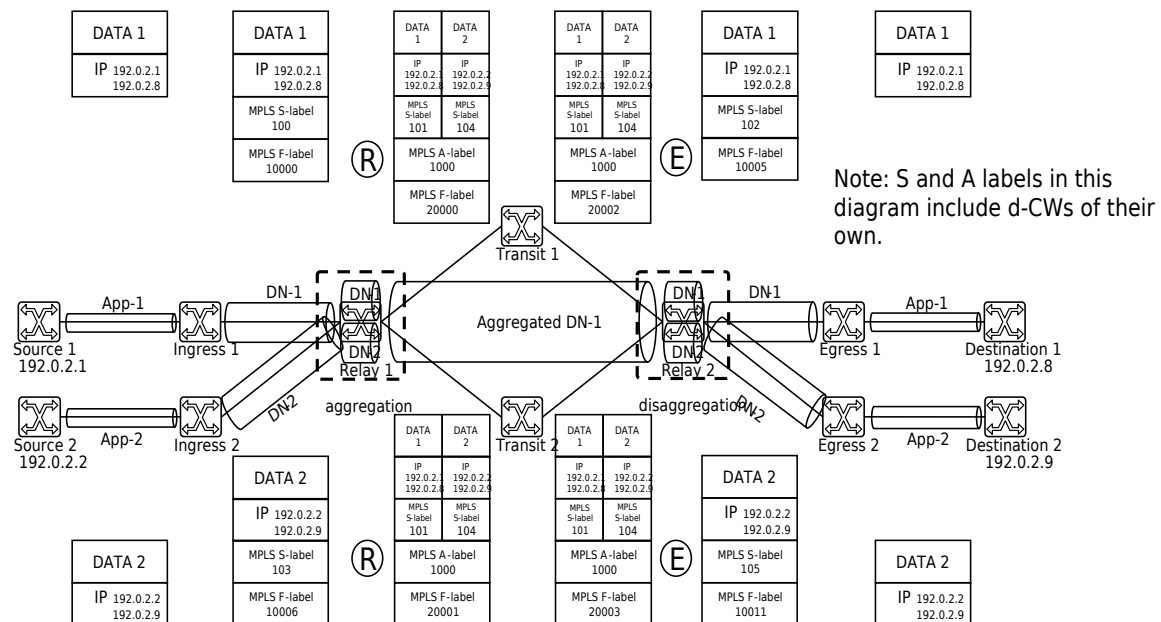 DATA 1
IP 192.0.2.1
192.0.2.8
DATA 1
IP 192.0.2.1
192.0.2.8
MPLS S-label
100
MPLS F-label
10000
R
DATA
1
DATA
2
IP
192.0.2.1
192.0.2.8
IP
192.0.2.2
192.0.2.9
MPLS
S-label
101
MPLS
S-label
104
MPLS A-label
1000
MPLS F-label
20000
DATA
1
DATA
2
IP
192.0.2.1
192.0.2.8
IP
192.0.2.2
192.0.2.9
MPLS
S-label
101
MPLS
S-label
104
MPLS A-label
1000
MPLS F-label
20002
E
DATA 1
IP 192.0.2.1
192.0.2.8
MPLS S-label
102
MPLS F-label
10005
DATA 1
IP 192.0.2.1
192.0.2.8
Note: S and A labels in this
diagram include d-CWs of their
own.
Transit 1
Source 1
192.0.2.1
App-1
Ingress 1
DN-1
DN-1
DN-2
Relay 1
aggregation
Aggregated DN-1
DN-1
DN-2
Relay 2
disaggregation
DN-1
Egress 1
App-1
Destination 1
192.0.2.8
Source 2
192.0.2.2
App-2
Ingress 2
DN-2
Transit 2
DN-2
Egress 2
App-2
Destination 2
192.0.2.9
DATA 2
IP 192.0.2.2
192.0.2.9
DATA 2
IP 192.0.2.2
192.0.2.9
MPLS S-label
103
MPLS F-label
10006
R
DATA
1
DATA
2
IP
192.0.2.1
192.0.2.8
IP
192.0.2.2
192.0.2.9
MPLS
S-label
101
MPLS
S-label
104
MPLS A-label
1000
MPLS F-label
20001
DATA
1
DATA
2
IP
192.0.2.1
192.0.2.8
IP
192.0.2.2
192.0.2.9
MPLS
S-label
101
MPLS
S-label
104
MPLS A-label
1000
MPLS F-label
20003
E
DATA 2
IP 192.0.2.2
192.0.2.9
MPLS S-label
105
MPLS F-label
10011
DATA 2
IP 192.0.2.2
192.0.2.9